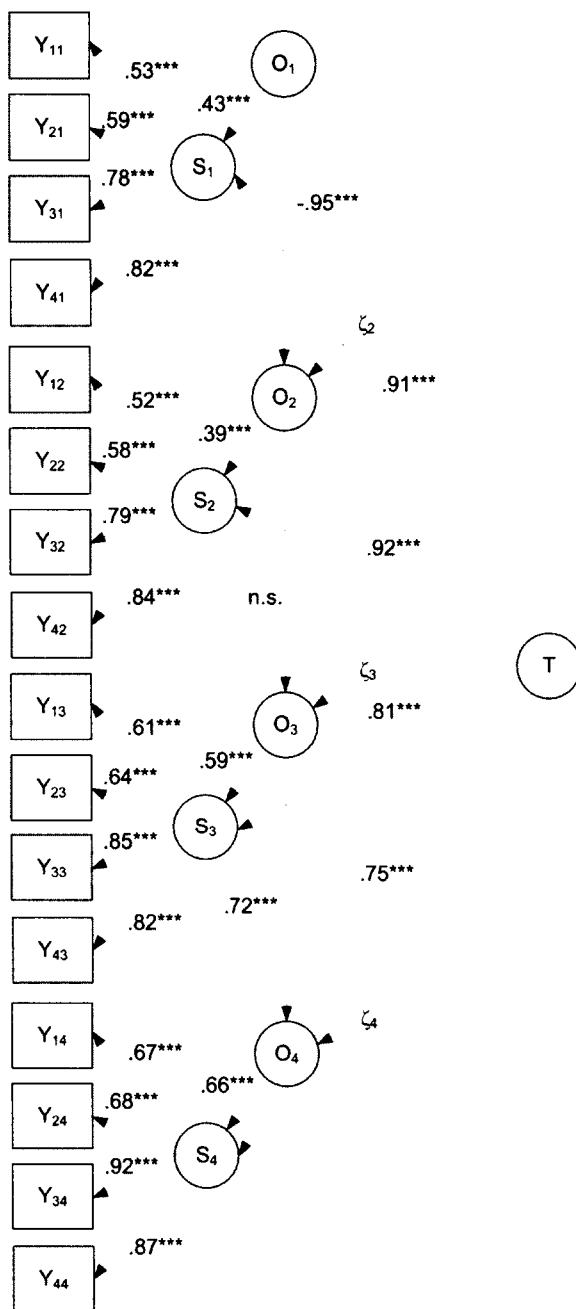 Y₁₁
O₁
.53***
.43***
Y₂₁
.59***
S₁
.78***
-.95***
Y₃₁
.82***
Y₄₁
ζ₂
Y₁₂
.52***
O₂
.91***
.39***
Y₂₂
.58***
S₂
.79***
Y₃₂
.92***
.84***
n.s.
Y₄₂
T
ζ₃
Y₁₃
.61***
O₃
.81***
.59***
Y₂₃
.64***
S₃
.85***
Y₃₃
.75***
.72***
.82***
Y₄₃
ζ₄
Y₁₄
.67***
O₄
.66***
Y₂₄
.68***
S₄
.92***
Y₃₄
.87***
Y₄₄